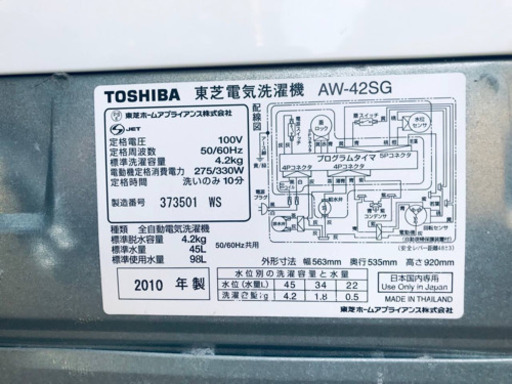 TOSHIBA 東芝電気洗濯機 AW-42SG
東芝ホームアプライアンス株式会社
JET
定格電圧 100V
定格周波数 50/60Hz
標準洗濯容量 4.2kg
電動機定格消費電力 275/330W
定格時間 洗いのみ10分
製造番号 373501 WS
配線図
プログラムタイマ
4Pコネクタ
4Pコネクタ
5Pコネクタ
種類 全自動電気洗濯機
標準脱水容量 4.2kg
標準水量 45L
標準使用水量 98L
50/60Hz共用
外形寸法 幅563mm 奥行535mm 高さ920mm
2010 年製
水位別の洗濯容量と水量
水位(水量L) 45 34 22
洗濯容量kg 4.2 1.8 0.5
日本国内専用
Use only in Japan
MADE IN THAILAND
東芝ホームアプライアンス株式会社